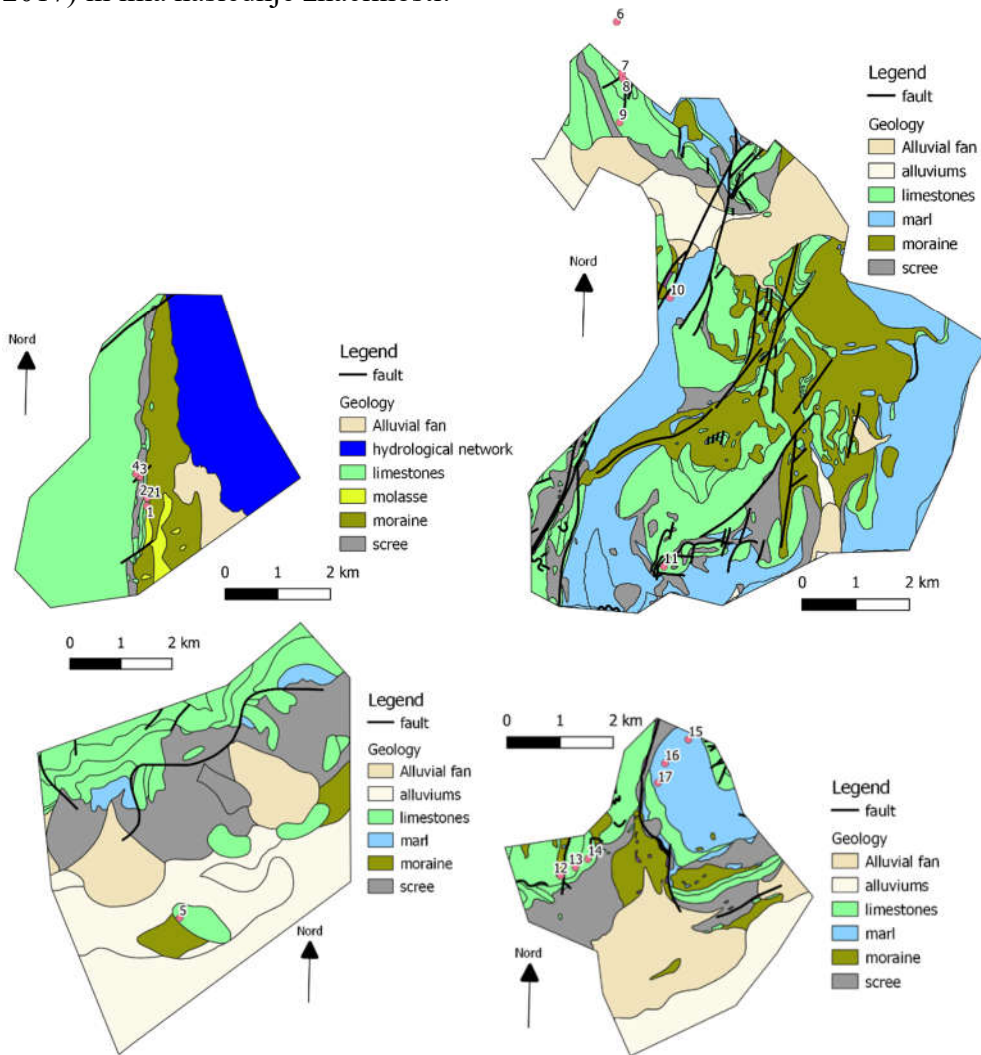 2017) ki ima naslednje značilnosti:
6
7
8
9
10
11
Nord
Legend
fault
Geology
Alluvial fan
alluviums
limestones
marl
moraine
scree
0 1 2 km
Nord
43
221
1
Legend
fault
Geology
Alluvial fan
hydrological network
limestones
molasse
moraine
scree
0 1 2 km
0 1 2 km
5
Nord
Legend
fault
Geology
Alluvial fan
alluviums
limestones
marl
moraine
scree
0 1 2 km
15
16
17
14
13
12
Nord
Legend
fault
Geology
Alluvial fan
alluviums
limestones
marl
moraine
scree